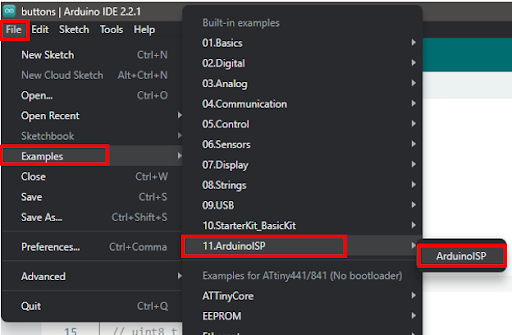 buttons | Arduino IDE 2.2.1
File Edit Sketch Tools Help
New Sketch Ctrl+N
New Cloud Sketch Alt+Ctrl+N
Open... Ctrl+O
Open Recent
Sketchbook
Examples
Close Ctrl+W
Save Ctrl+S
Save As... Ctrl+Shift+S
Preferences... Ctrl+Comma
Advanced
Quit Ctrl+Q
Built-in examples
01.Basics
02.Digital
03.Analog
04.Communication
05.Control
06.Sensors
07.Display
08.Strings
09.USB
10.StarterKit_BasicKit
11.ArduinoISP
Examples for ATtiny441/841 (No bootloader)
ATTinyCore
EEPROM
ArduinoISP
15 // uint8_t